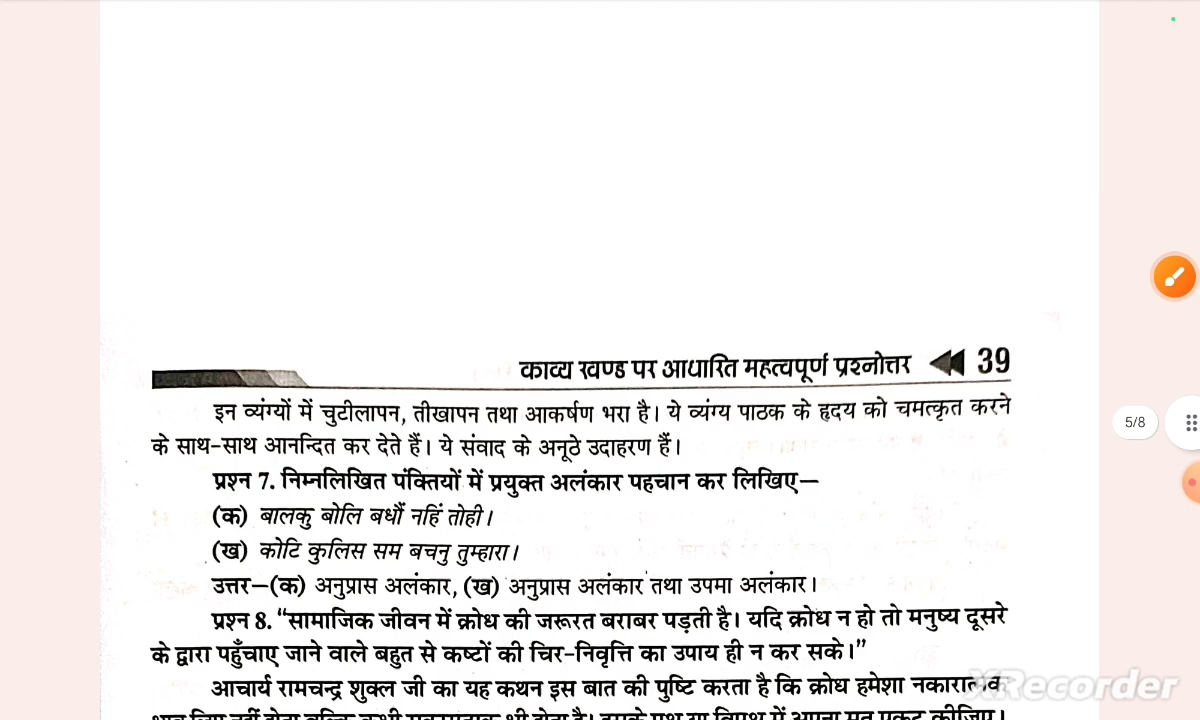 काव्य खण्ड पर आधारित महत्वपूर्ण प्रश्नोत्तर 39
इन व्यंग्यों में चुटीलापन, तीखापन तथा आकर्षण भरा है। ये व्यंग्य पाठक के हृदय को चमत्कृत करने
के साथ-साथ आनन्दित कर देते हैं। ये संवाद के अनूठे उदाहरण हैं।
5/8
प्रश्न 7. निम्नलिखित पंक्तियों में प्रयुक्त अलंकार पहचान कर लिखिए—
(क) बालकु बोलि बधौं नहिं तोही।
(ख) कोटि कुलिस सम बचनु तुम्हारा।
उत्तर—(क) अनुप्रास अलंकार, (ख) अनुप्रास अलंकार तथा उपमा अलंकार।
प्रश्न 8. “सामाजिक जीवन में क्रोध की जरूरत बराबर पड़ती है। यदि क्रोध न हो तो मनुष्य दूसरे
के द्वारा पहुँचाए जाने वाले बहुत से कष्टों की चिर-निवृत्ति का उपाय ही न कर सके।”
आचार्य रामचन्द्र शुक्ल जी का यह कथन इस बात की पुष्टि करता है कि क्रोध हमेशा नकारात्मक
XRecorder